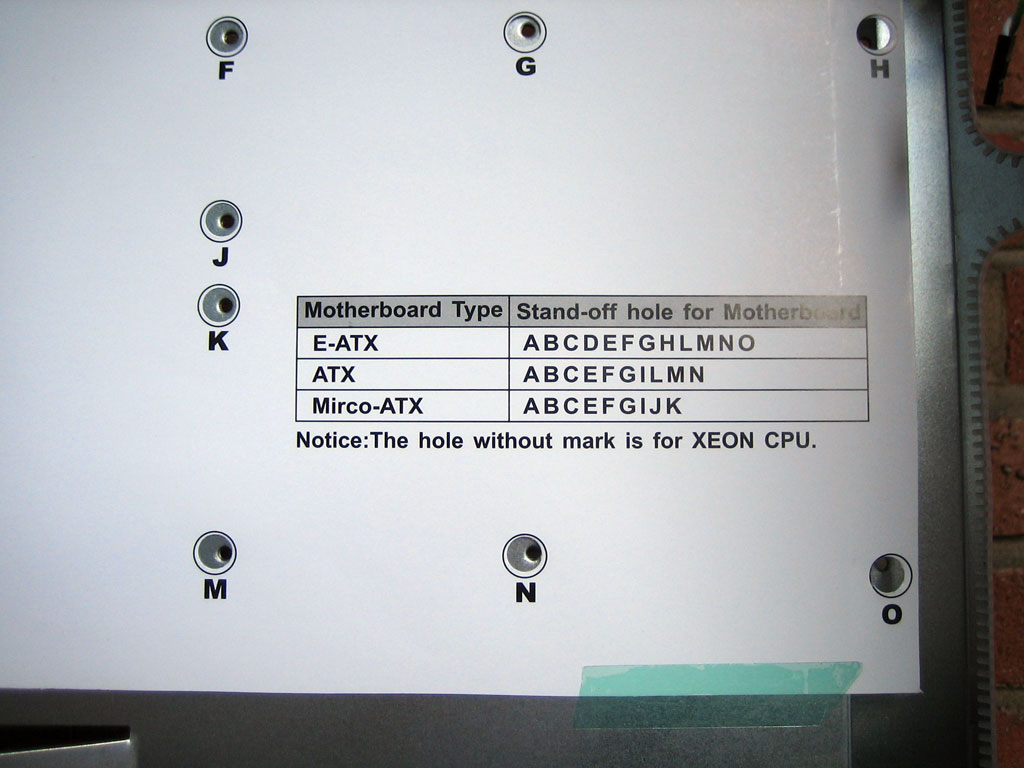 F G H
J
K
Motherboard Type Stand-off hole for Motherboard
E-ATX ABCDEFGHLMNO
ATX ABCEFGILMN
Mirco-ATX ABCEFGIJK
Notice:The hole without mark is for XEON CPU.
M N O